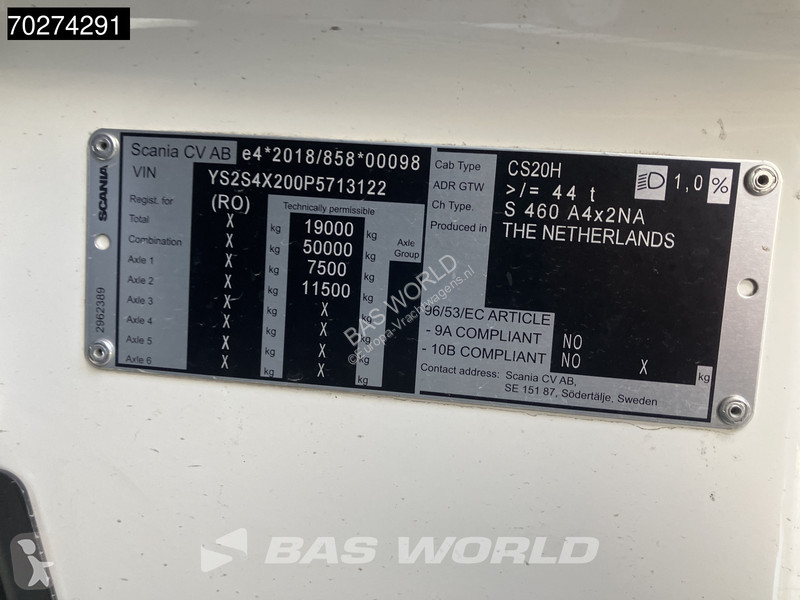 70274291
Scania CV AB e4*2018/858*00098
VIN YS2S4X200P5713122
Regist. for (RO) Technically permissible
Total X kg 19000 kg
Combination X kg 50000 kg Axle Group
Axle 1 X kg 7500 kg
Axle 2 X kg 11500 kg
Axle 3 X kg X kg
Axle 4 X kg X kg
Axle 5 X kg X kg
Axle 6 X kg X kg
SCANIA
2962389
Cab Type CS20H 1,0 %
ADR GTW >/= 44 t
Ch Type. S 460 A4x2NA
Produced in THE NETHERLANDS
96/53/EC ARTICLE
- 9A COMPLIANT NO
- 10B COMPLIANT NO X kg
Contact address: Scania CV AB,
SE 151 87, Södertälje, Sweden
BAS WORLD
©Europa-Vrachtwagens.nl
BAS WORLD